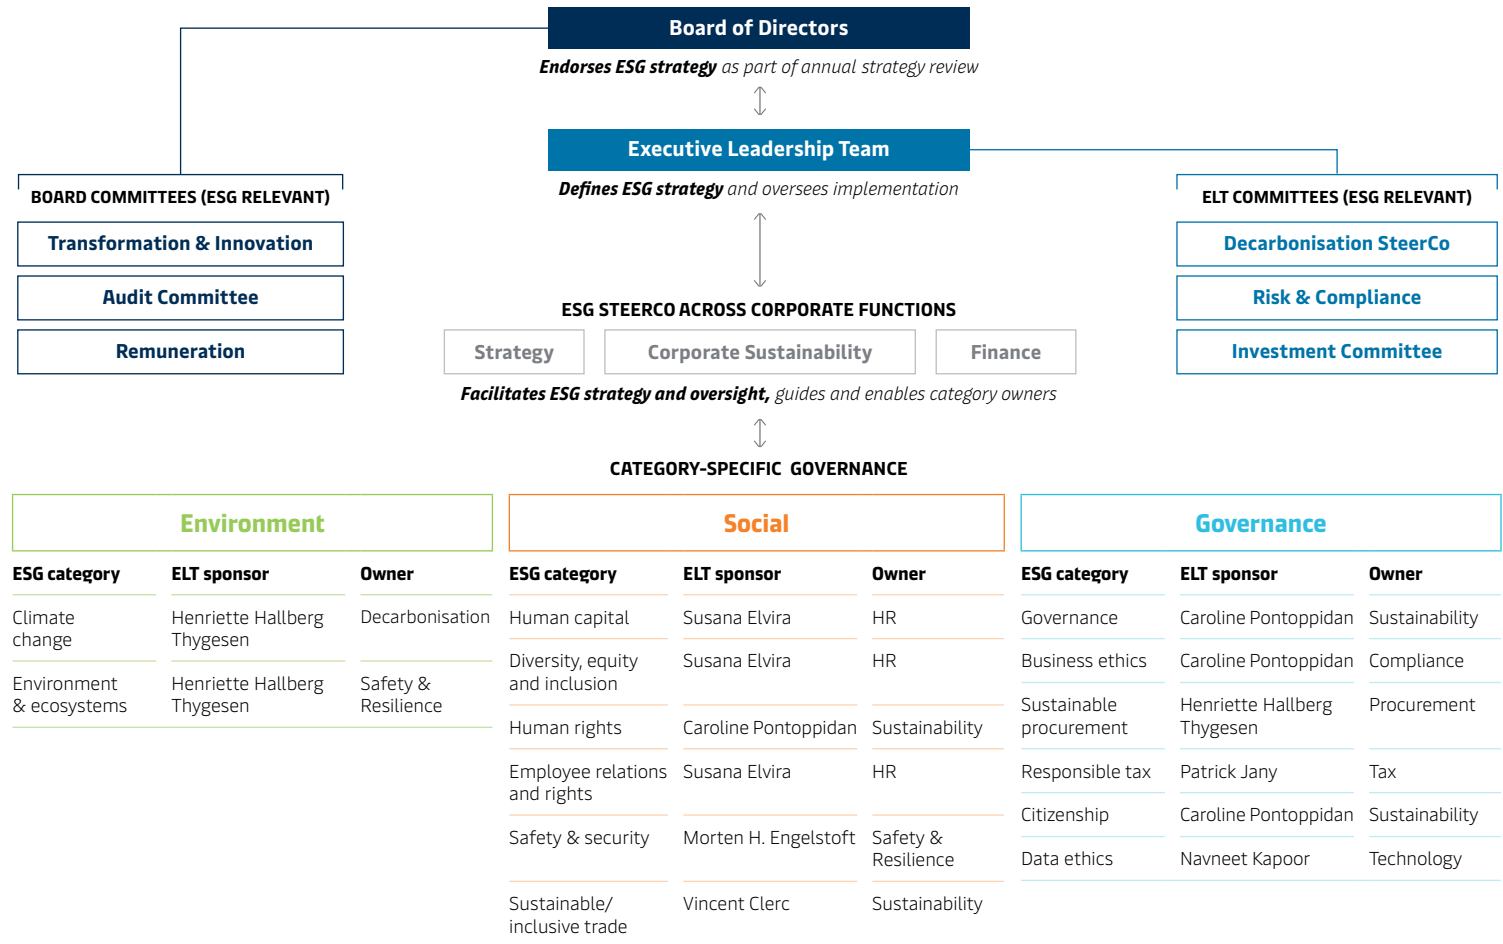 Board of Directors
Endorses ESG strategy as part of annual strategy review
Executive Leadership Team
Defines ESG strategy and oversees implementation
BOARD COMMITTEES (ESG RELEVANT)
Transformation & Innovation
Audit Committee
Remuneration
ELT COMMITTEES (ESG RELEVANT)
Decarbonisation SteerCo
Risk & Compliance
Investment Committee
ESG STEERCO ACROSS CORPORATE FUNCTIONS
Strategy
Corporate Sustainability
Finance
Facilitates ESG strategy and oversight, guides and enables category owners
CATEGORY-SPECIFIC GOVERNANCE
Environment
ESG category ELT sponsor Owner
Climate Henriette Hallberg Decarbonisation
change Thygesen
Environment Henriette Hallberg Safety &
& ecosystems Thygesen Resilience
Social
ESG category ELT sponsor Owner
Human capital Susana Elvira HR
Diversity, equity Susana Elvira HR
and inclusion
Human rights Caroline Pontoppidan Sustainability
Employee relations Susana Elvira HR
and rights
Safety & security Morten H. Engelstoft Safety &
Resilience
Sustainable/ Vincent Clerc Sustainability
inclusive trade
Governance
ESG category ELT sponsor Owner
Governance Caroline Pontoppidan Sustainability
Business ethics Caroline Pontoppidan Compliance
Sustainable Henriette Hallberg Procurement
procurement Thygesen
Responsible tax Patrick Jany Tax
Citizenship Caroline Pontoppidan Sustainability
Data ethics Navneet Kapoor Technology